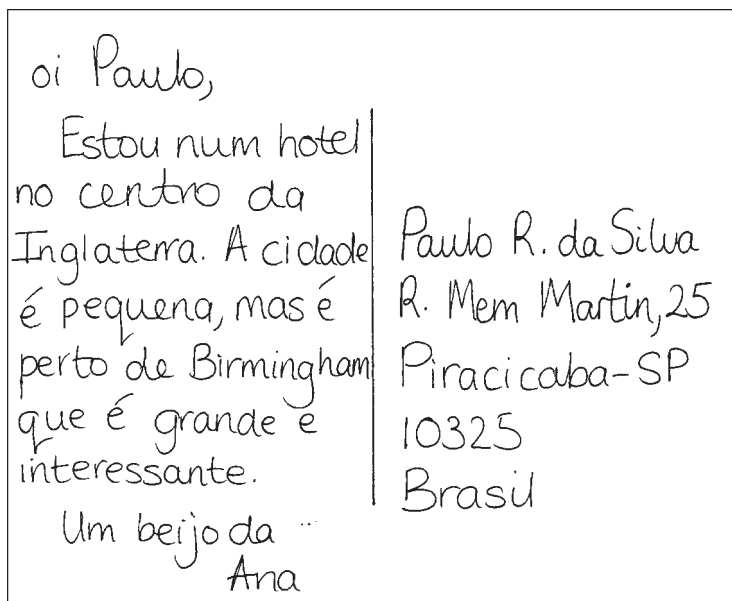 oi Paulo,
Estou num hotel
no centro da
Inglaterra. A cidade
é pequena, mas é
perto de Birmingham
que é grande e
interessante.
Um beijo da
Ana
Paulo R. da Silva
R. Mem Martin, 25
Piracicaba-SP
10325
Brasil